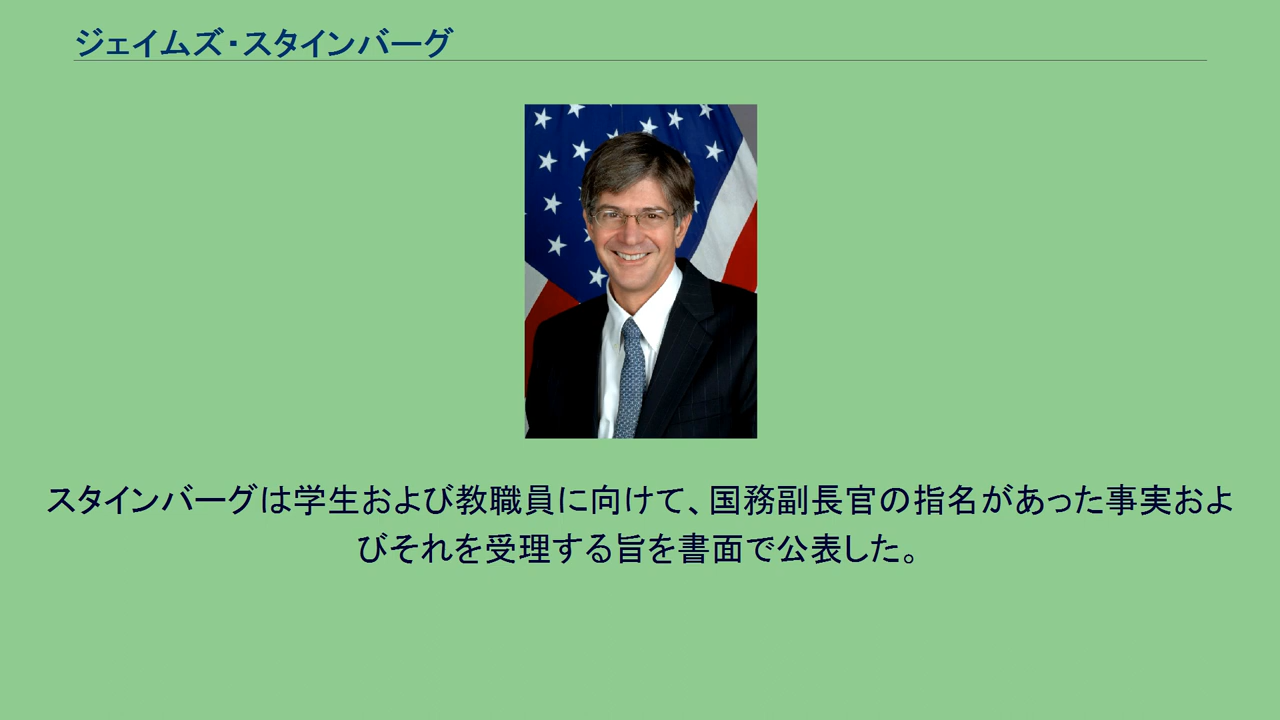 ジェイムズ・スタインバーグ
スタインバーグは学生および教職員に向けて、国務副長官の指名があった事実およ
びそれを受理する旨を書面で公表した。